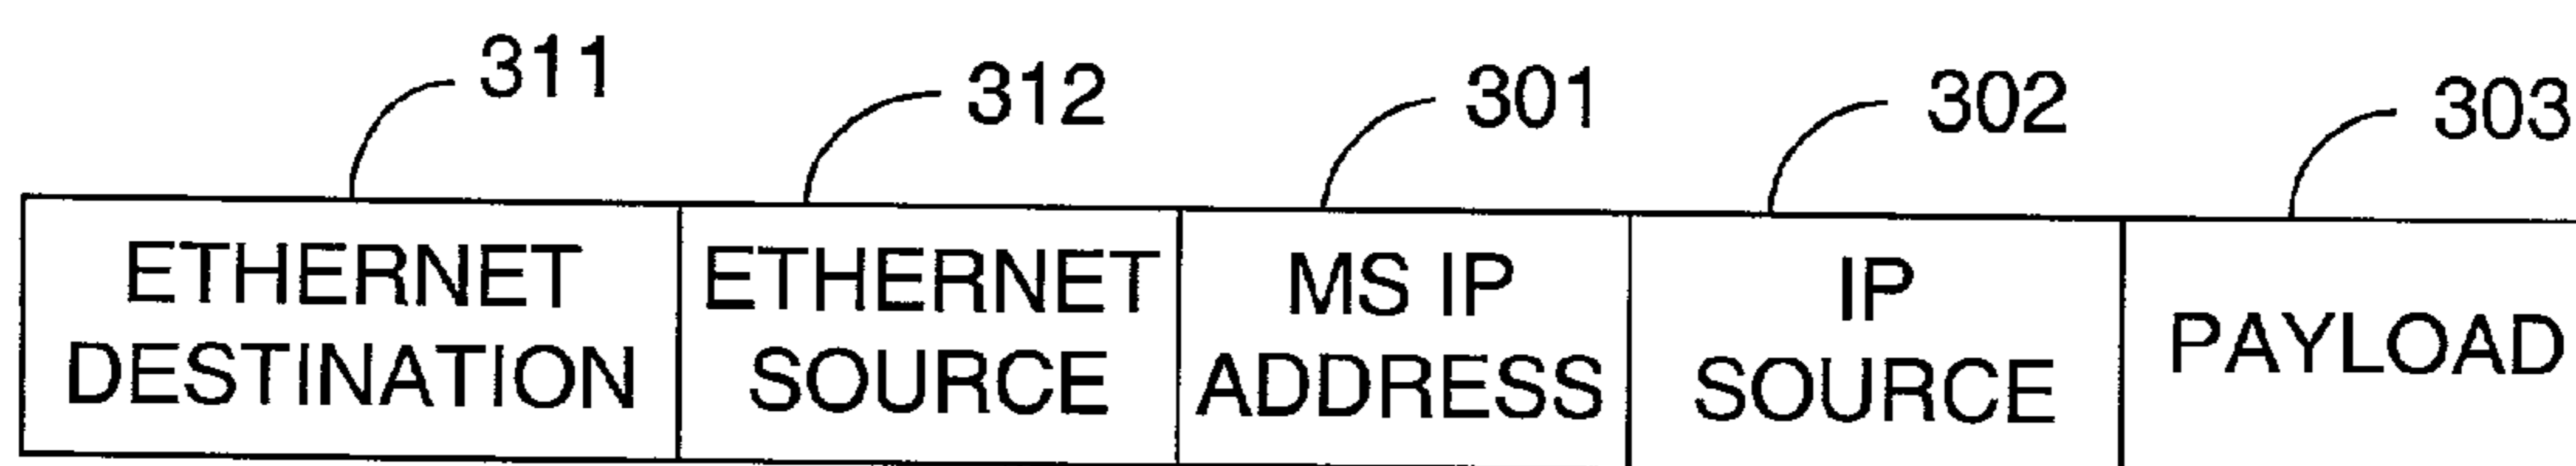 311
312
301
302
303
ETHERNET
DESTINATION
ETHERNET
SOURCE
MS IP
ADDRESS
IP
SOURCE
PAYLOAD